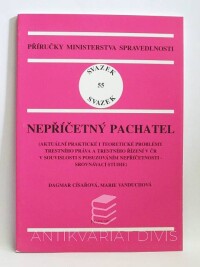 PŘÍRUČKY MINISTERSTVA SPRAVEDLNOSTI
SVAZEK
55
SVAZEK
NEPŘÍČETNÝ PACHATEL
(AKTUÁLNÍ PRAKTICKÉ I TEORETICKÉ PROBLÉMY
TRESTNÍHO PRÁVA A TRESTNÍHO ŘÍZENÍ V ČR
V SOUVISLOSTI S POSUZOVÁNÍM NEPŘÍČETNOSTI -
SROVNÁVACÍ STUDIE)
DAGMAR CÍSAŘOVÁ, MARIE VANDUCHOVÁ
ANTIKVARIÁT DIVIŠ